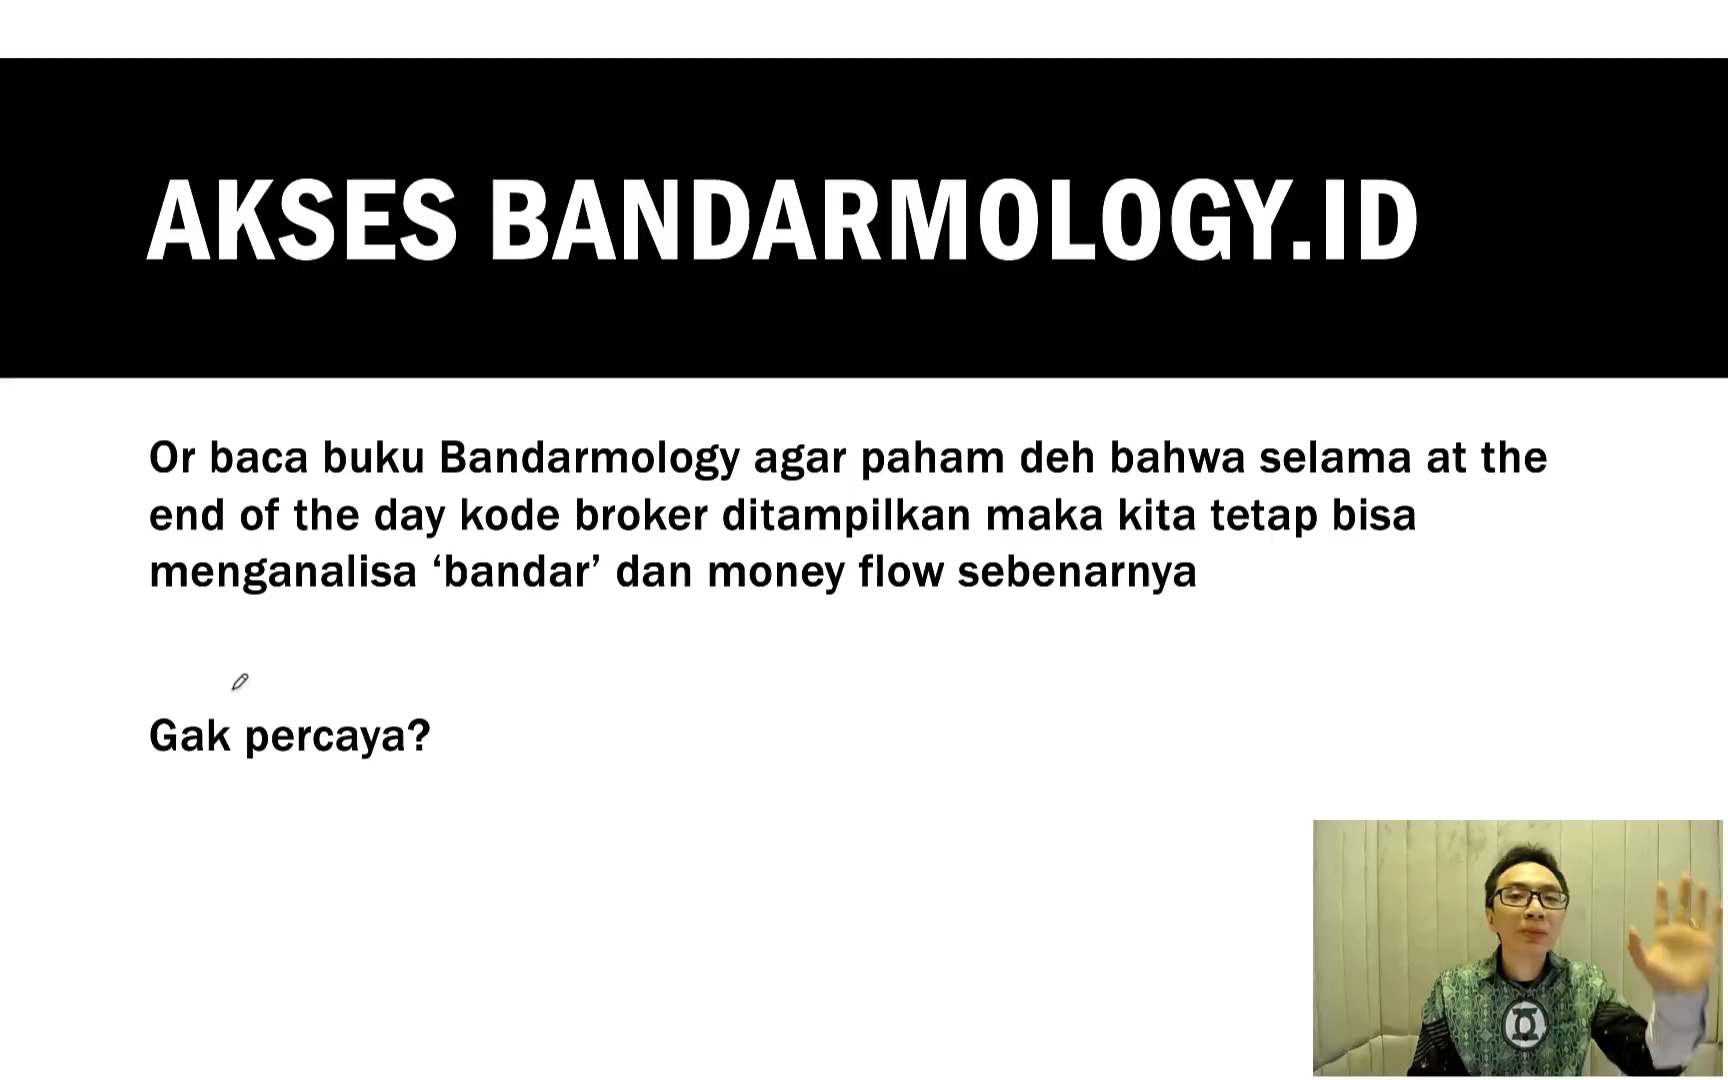 AKSES BANDARMOLOGY.ID
Or baca buku Bandarmology agar paham deh bahwa selama at the
end of the day kode broker ditampilkan maka kita tetap bisa
menganalisa ‘bandar’ dan money flow sebenarnya
Gak percaya?